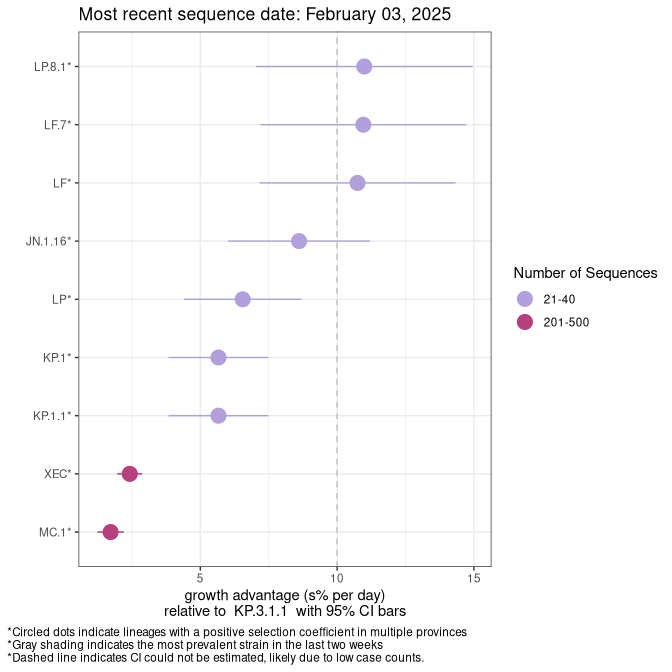 Most recent sequence date: February 03, 2025
LP.8.1*
LF.7*
LF*
JN.1.16*
LP*
KP.1*
KP.1.1*
XEC*
MC.1*
5 10 15
growth advantage (s% per day)
relative to KP.3.1.1 with 95% CI bars
Number of Sequences
21-40
201-500
*Circled dots indicate lineages with a positive selection coefficient in multiple provinces
*Gray shading indicates the most prevalent strain in the last two weeks
*Dashed line indicates CI could not be estimated, likely due to low case counts.